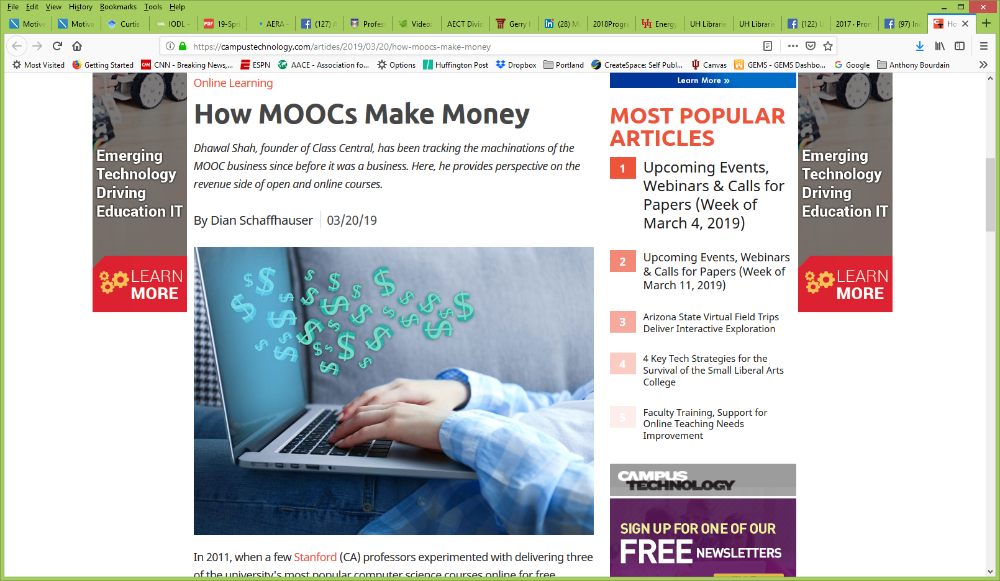 File Edit View History Bookmarks Tools Help
Motiva Motiva Curtis IODL - 19-Spri AERA - (127) A Profess Video: AECT Divis Gerry H (28) Mi 2018Progra Energy UH Librarie UH Librarie (122) U 2017 - Pron (97) Inc Ho
https://campustechnology.com/articles/2019/03/20/how-moocs-make-money
Most Visited Getting Started CNN - Breaking News,... ESPN AACE - Association fo... Options Huffington Post Dropbox Portland CreateSpace: Self Publ... Canvas GEMS - GEMS Dashbo... Google Anthony Bourdain
Emerging
Technology
Driving
Education IT
LEARN
MORE
Online Learning
How MOOCs Make Money
Dhawal Shah, founder of Class Central, has been tracking the machinations of the
MOOC business since before it was a business. Here, he provides perspective on the
revenue side of open and online courses.
By Dian Schaffhauser 03/20/19
In 2011, when a few Stanford (CA) professors experimented with delivering three
of the university's most popular computer science courses online for free,
Learn More »
MOST POPULAR
ARTICLES
1 Upcoming Events,
Webinars & Calls for
Papers (Week of
March 4, 2019)
2 Upcoming Events, Webinars
& Calls for Papers (Week of
March 11, 2019)
3 Arizona State Virtual Field Trips
Deliver Interactive Exploration
4 4 Key Tech Strategies for the
Survival of the Small Liberal Arts
College
5 Faculty Training, Support for
Online Teaching Needs
Improvement
CAMPUS
TECHNOLOGY
SIGN UP FOR ONE OF OUR
FREE NEWSLETTERS
Emerging
Technology
Driving
Education IT
LEARN
MORE